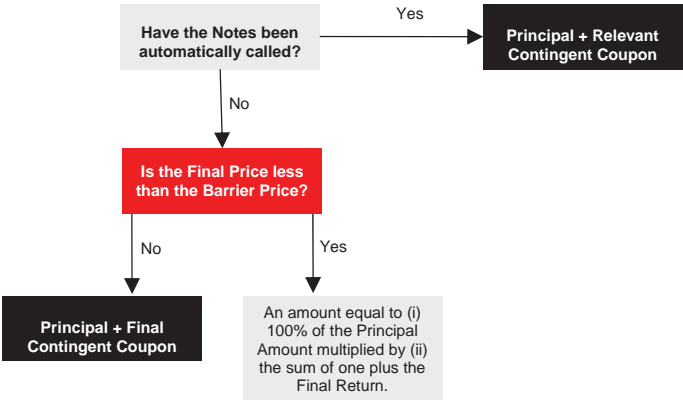 Have the Notes been
automatically called?
Yes
Principal + Relevant
Contingent Coupon
No
Is the Final Price less
than the Barrier Price?
No
Yes
Principal + Final
Contingent Coupon
An amount equal to (i)
100% of the Principal
Amount multiplied by (ii)
the sum of one plus the
Final Return.